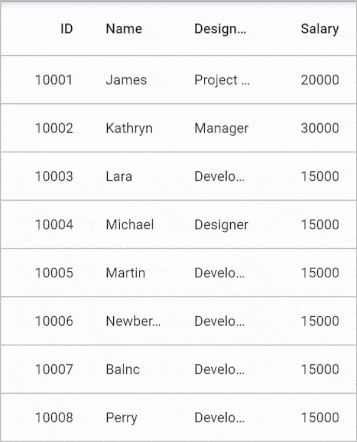 ID Name Design... Salary
10001 James Project ... 20000
10002 Kathryn Manager 30000
10003 Lara Develo... 15000
10004 Michael Designer 15000
10005 Martin Develo... 15000
10006 Newber... Develo... 15000
10007 Balnc Develo... 15000
10008 Perry Develo... 15000